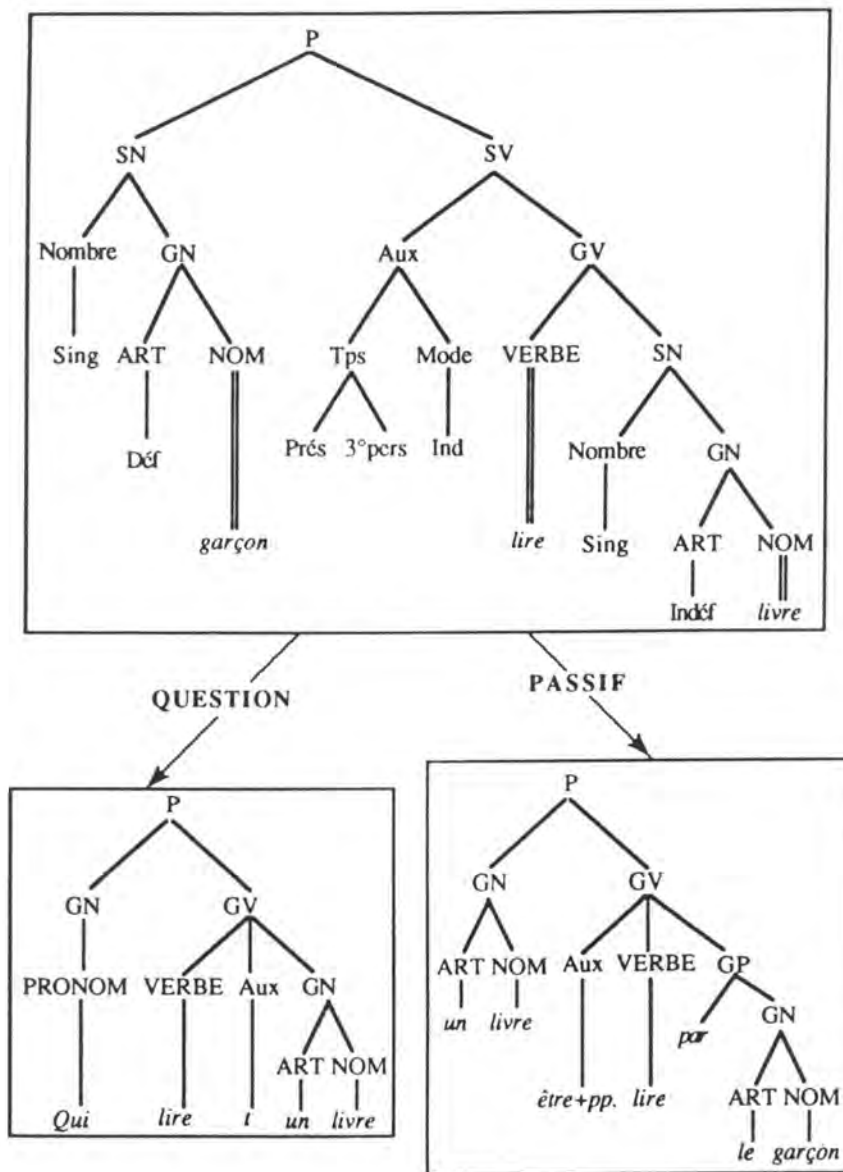 P
SN SV
Nombre GN Aux GV
Sing ART NOM Tps Mode VERBE SN
Déf Prés 3°pers Ind Nombre GN
garçon lire Sing ART NOM
Indéf livre
QUESTION PASSIF
P
GN GV
PRONOM VERBE Aux GN
ART NOM
Qui lire t un livre
P
GN GV
ART NOM Aux VERBE GP
un livre par GN
être+pp. lire ART NOM
le garçon